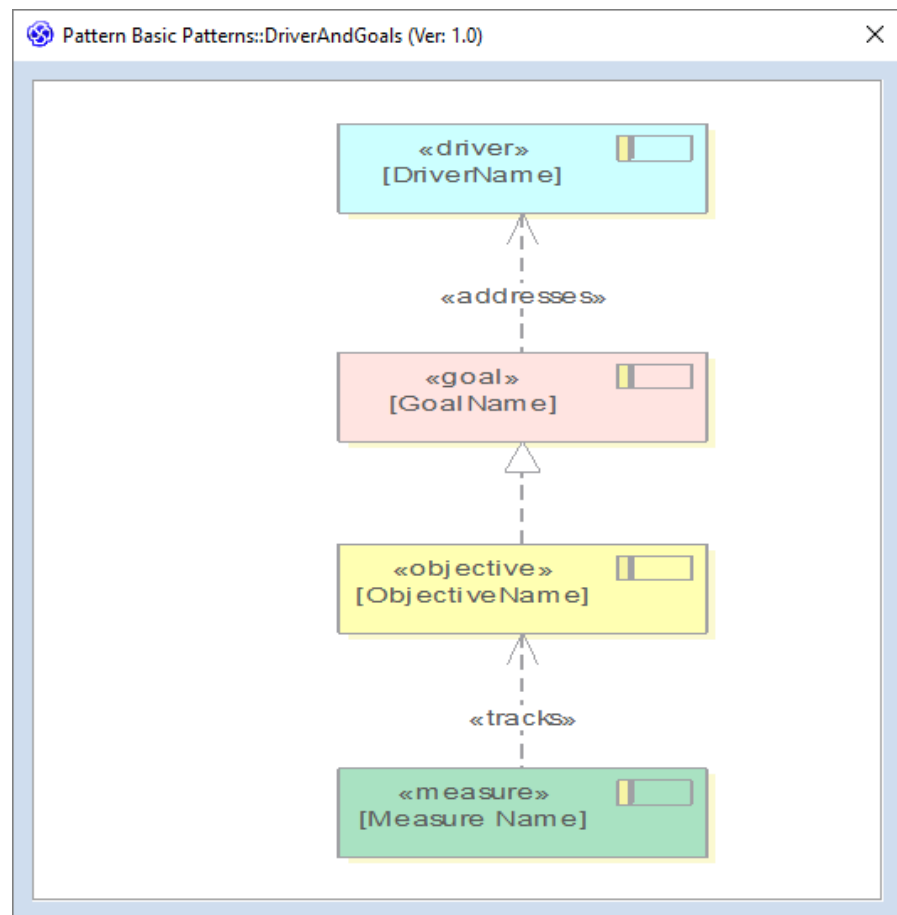 Pattern Basic Patterns::DriverAndGoals (Ver: 1.0)
«driver»
[DriverName]
«addresses»
«goal»
[GoalName]
«objective»
[ObjectiveName]
«tracks»
«measure»
[Measure Name]